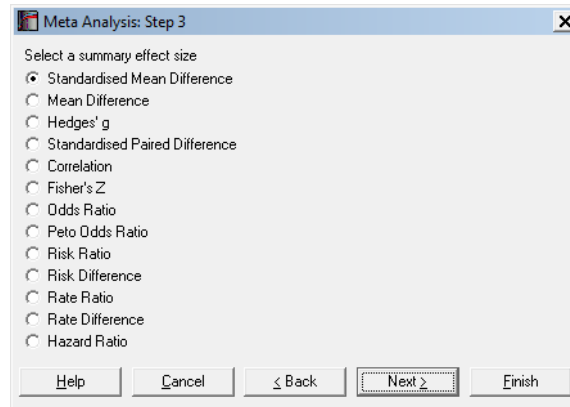 Meta Analysis: Step 3
Select a summary effect size
Standardised Mean Difference
Mean Difference
Hedges' g
Standardised Paired Difference
Correlation
Fisher's Z
Odds Ratio
Peto Odds Ratio
Risk Ratio
Risk Difference
Rate Ratio
Rate Difference
Hazard Ratio
Help Cancel < Back Next > Finish